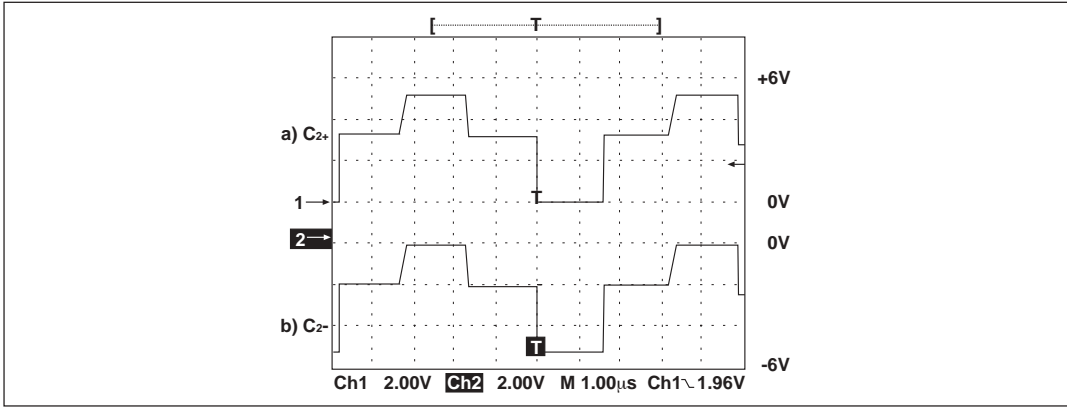 [ T ]
+6V
a) C2+
T
1
0V
2
0V
b) C2-
T
-6V
Ch1 2.00V Ch2 2.00V M 1.00µs Ch1 1.96V